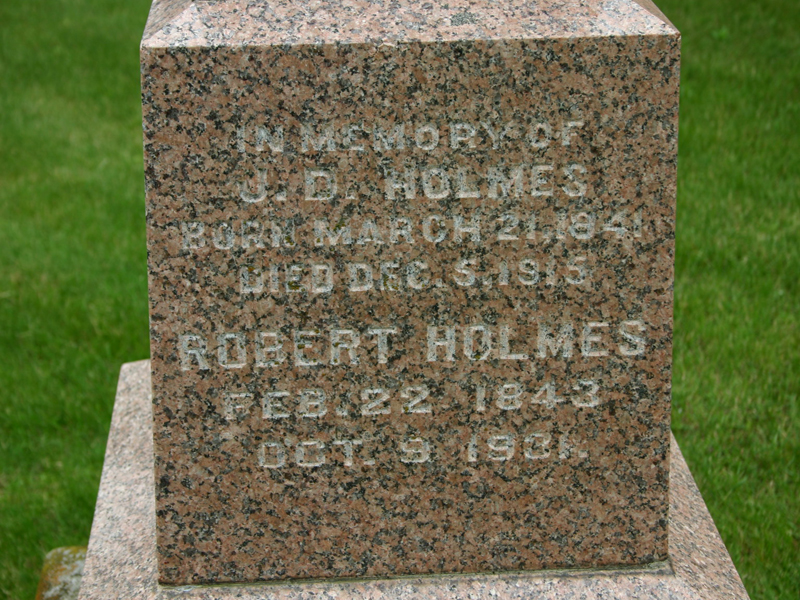 IN MEMORY OF
J. D. HOLMES
BORN MARCH 21, 1841
DIED DEC. 5, 1915
ROBERT HOLMES
FEB. 22 1843
OCT. 9 1931.